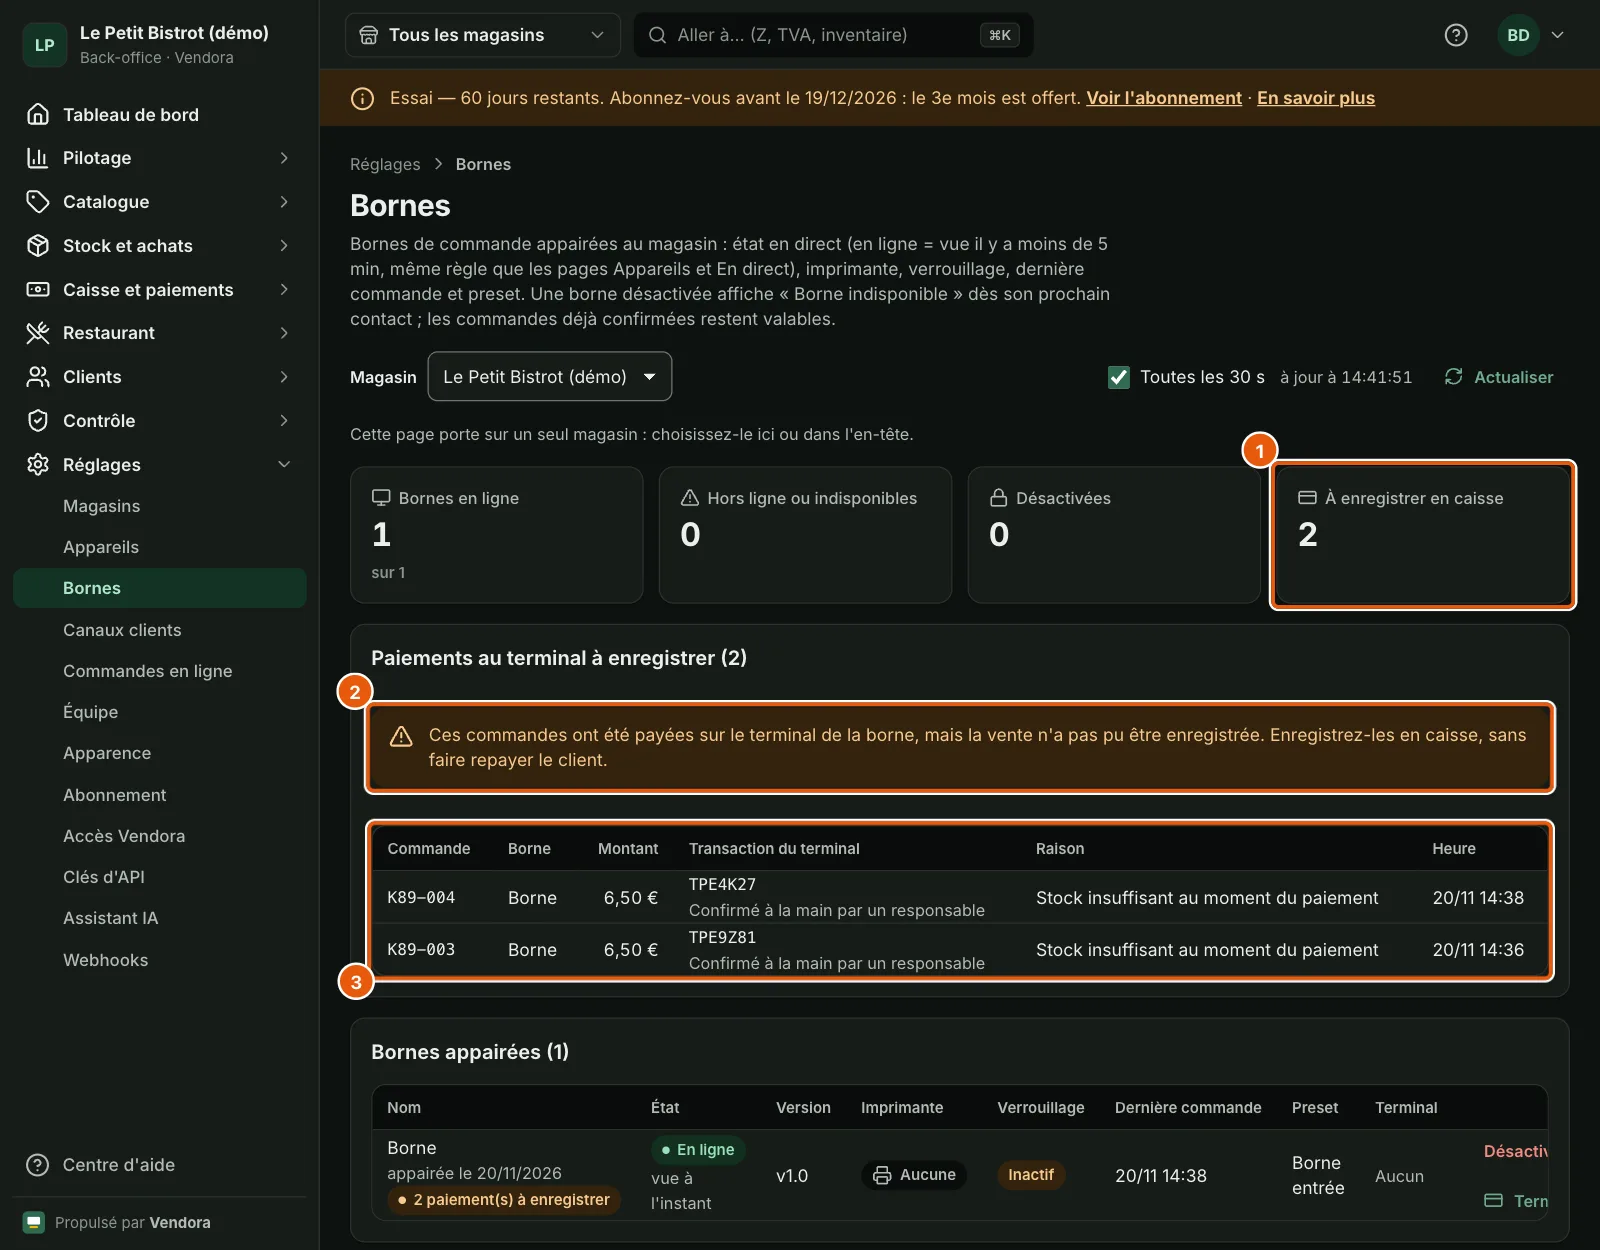 LP
Le Petit Bistrot (démo)
Back-office · Vendora
Tous les magasins
Aller à... (Z, TVA, inventaire)
⌘K
BD
Essai — 60 jours restants. Abonnez-vous avant le 19/12/2026 : le 3e mois est offert. Voir l'abonnement · En savoir plus
Tableau de bord
Pilotage
Catalogue
Stock et achats
Caisse et paiements
Restaurant
Clients
Contrôle
Réglages
Magasins
Appareils
Bornes
Canaux clients
Commandes en ligne
Équipe
Apparence
Abonnement
Accès Vendora
Clés d'API
Assistant IA
Webhooks
Centre d'aide
Propulsé par Vendora
Réglages > Bornes
Bornes
Bornes de commande appairées au magasin : état en direct (en ligne = vue il y a moins de 5
min, même règle que les pages Appareils et En direct), imprimante, verrouillage, dernière
commande et preset. Une borne désactivée affiche « Borne indisponible » dès son prochain
contact ; les commandes déjà confirmées restent valables.
Magasin
Le Petit Bistrot (démo)
Toutes les 30 s
à jour à 14:41:51
Actualiser
Cette page porte sur un seul magasin : choisissez-le ici ou dans l'en-tête.
Bornes en ligne
1
sur 1
Hors ligne ou indisponibles
0
Désactivées
0
1
À enregistrer en caisse
2
Paiements au terminal à enregistrer (2)
2
Ces commandes ont été payées sur le terminal de la borne, mais la vente n'a pas pu être enregistrée. Enregistrez-les en caisse, sans
faire repayer le client.
Commande Borne Montant Transaction du terminal Raison Heure
K89-004 Borne 6,50 € TPE4K27 Stock insuffisant au moment du paiement 20/11 14:38
Confirmé à la main par un responsable
K89-003 Borne 6,50 € TPE9Z81 Stock insuffisant au moment du paiement 20/11 14:36
Confirmé à la main par un responsable
3
Bornes appairées (1)
Nom État Version Imprimante Verrouillage Dernière commande Preset Terminal
Borne
appairée le 20/11/2026
2 paiement(s) à enregistrer
En ligne
vue à
l'instant
v1.0
Aucune
Inactif
20/11 14:38
Borne
entrée
Aucun
Désactiv
Term